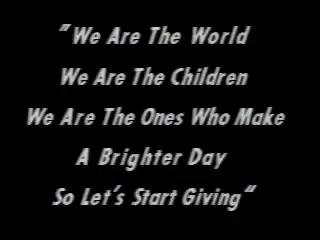 "We Are The World
We Are The Children
We Are The Ones Who Make
A Brighter Day
So Let's Start Giving"